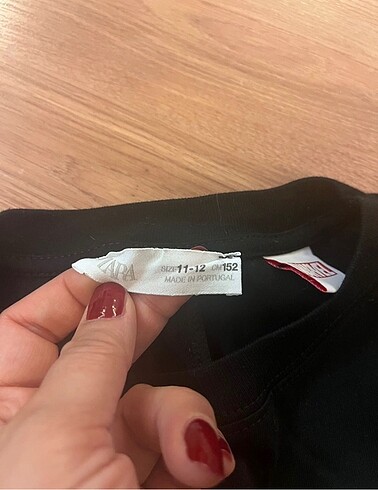 ZARA
SIZE 11-12 CM 152
MADE IN PORTUGAL